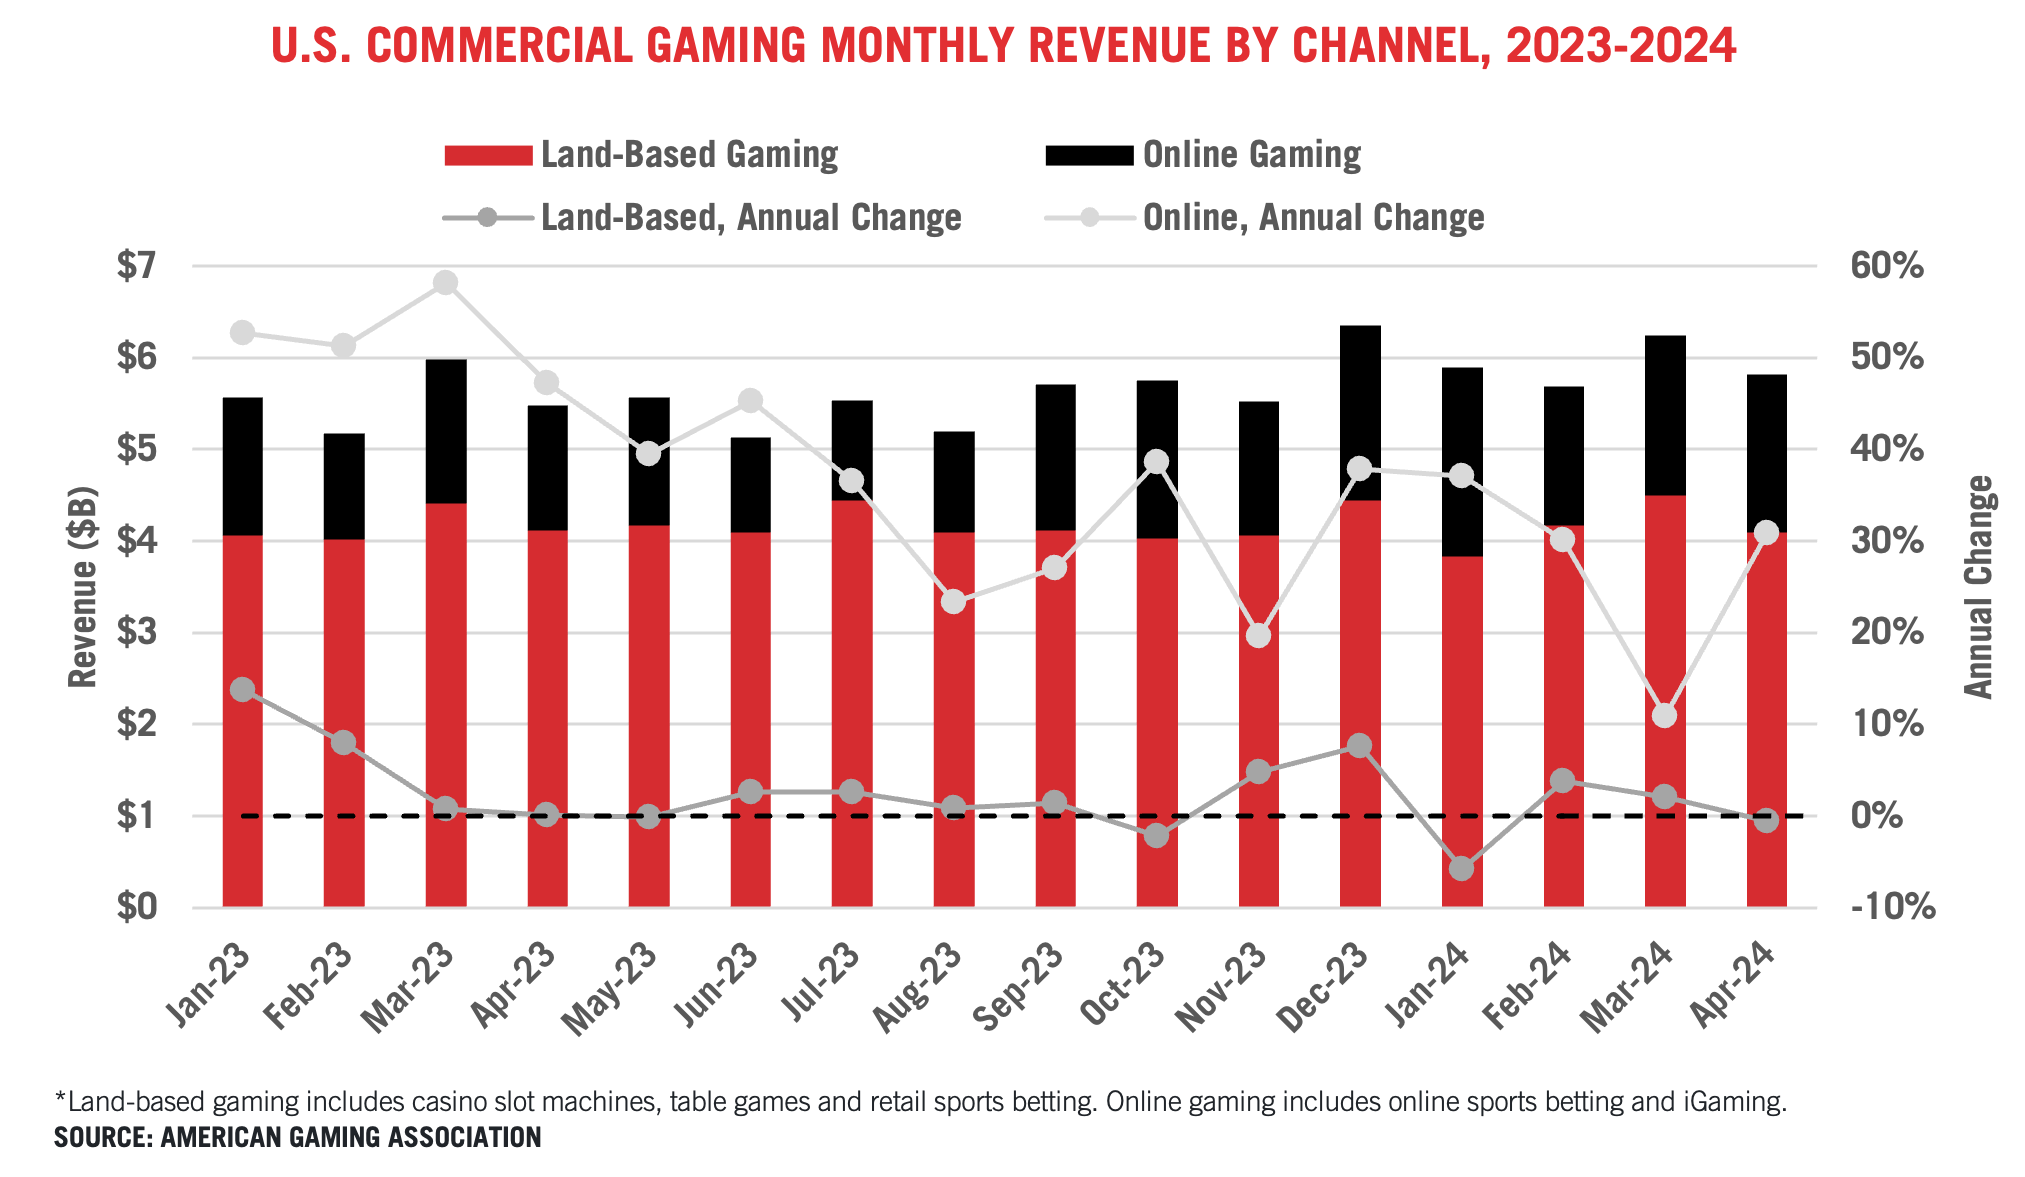 U.S. COMMERCIAL GAMING MONTHLY REVENUE BY CHANNEL, 2023-2024
Land-Based Gaming
Online Gaming
Land-Based, Annual Change
Online, Annual Change
$7
$6
$5
$4
$3
$2
$1
$0
Revenue ($B)
60%
50%
40%
30%
20%
10%
0%
-10%
Annual Change
Jan-23
Feb-23
Mar-23
Apr-23
May-23
Jun-23
Jul-23
Aug-23
Sep-23
Oct-23
Nov-23
Dec-23
Jan-24
Feb-24
Mar-24
Apr-24
*Land-based gaming includes casino slot machines, table games and retail sports betting. Online gaming includes online sports betting and iGaming.
SOURCE: AMERICAN GAMING ASSOCIATION